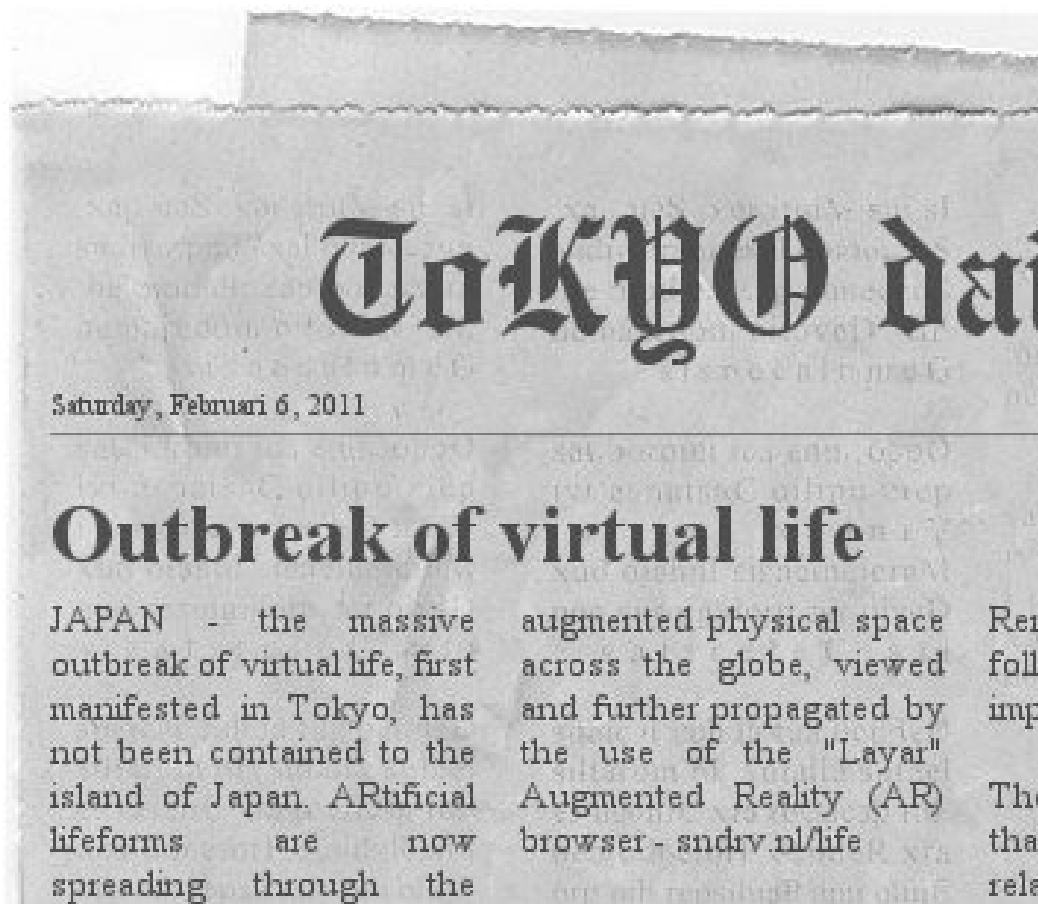 ToKYO dai
Saturday, Februari 6, 2011
Outbreak of virtual life
JAPAN - the massive
outbreak of virtual life, first
manifested in Tokyo, has
not been contained to the
island of Japan. ARtificial
lifeforms are now
spreading through the
augmented physical space
across the globe, viewed
and further propagated by
the use of the "Layar"
Augmented Reality (AR)
browser - sndrv.nl/life